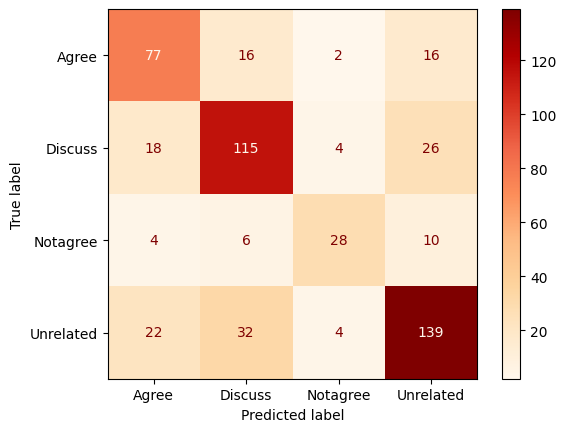 True label
Agree 77 16 2 16
Discuss 18 115 4 26
Notagree 4 6 28 10
Unrelated 22 32 4 139
Agree Discuss Notagree Unrelated
Predicted label
120
100
80
60
40
20